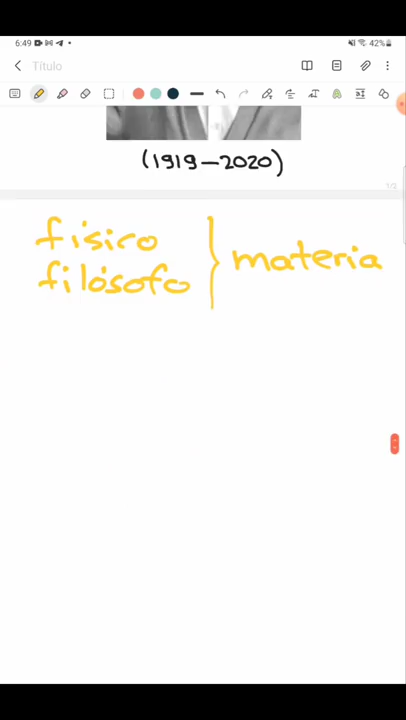 6:49 42%
Título
(1919-2020)
1/2
físico
filósofo } materia